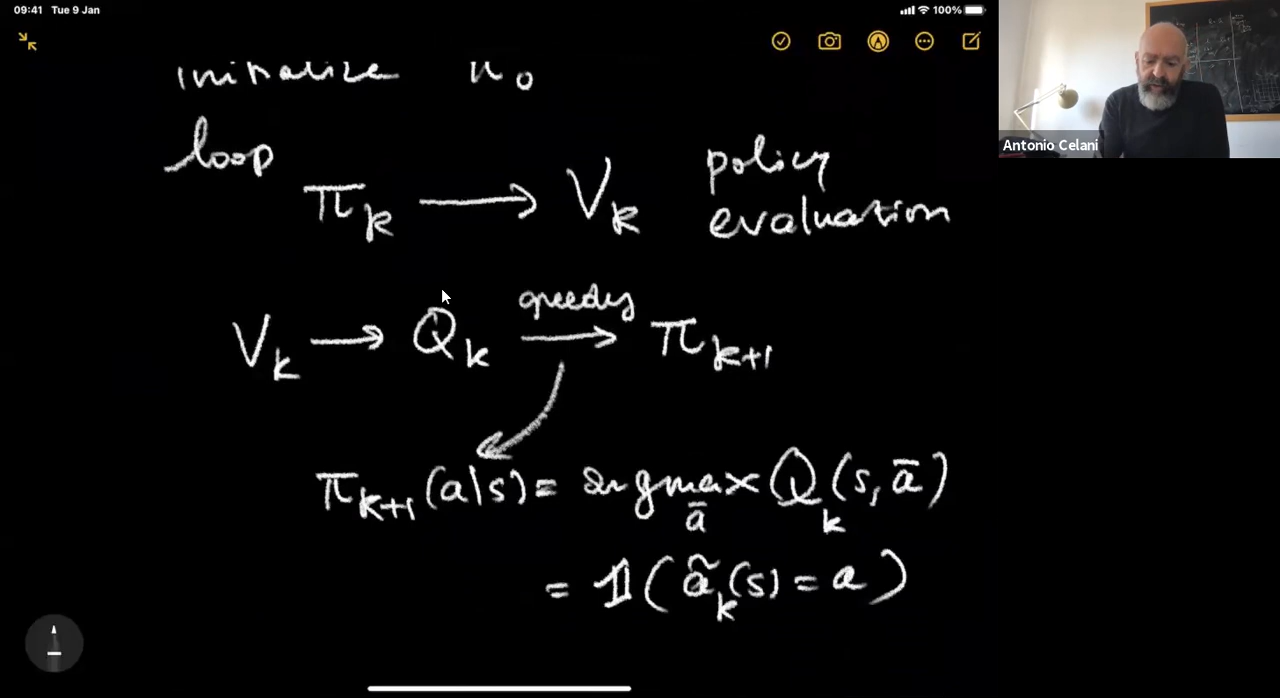 09:41 Tue 9 Jan
100%
Antonio Celani
initialize π₀
loop
πₖ ⟶ Vₖ policy
evaluation
Vₖ ⟶ Qₖ ⟶ πₖ₊₁
greedy
πₖ₊₁(a|s) = argmax Qₖ(s, ā)
ā
= 𝟙(ãₖ(s) = a)